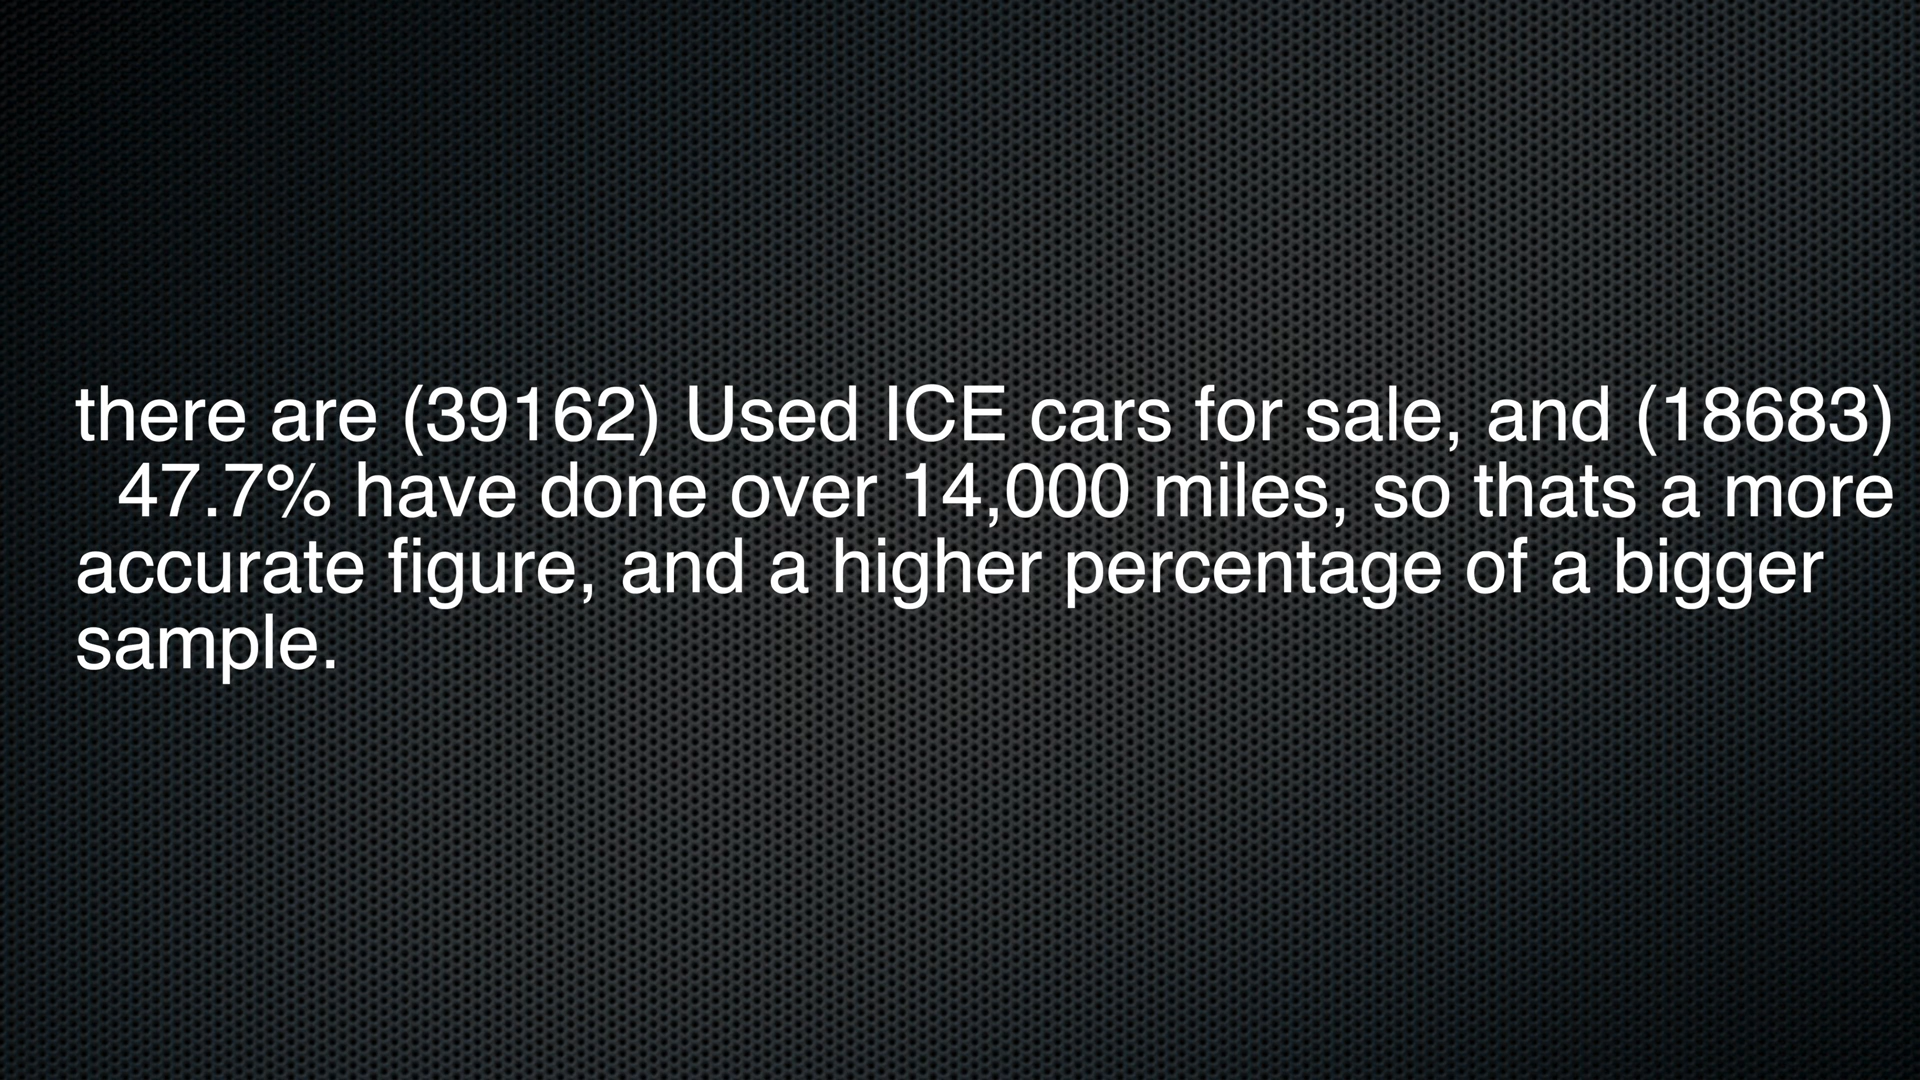 there are (39162) Used ICE cars for sale, and (18683)
47.7% have done over 14,000 miles, so thats a more
accurate figure, and a higher percentage of a bigger
sample.